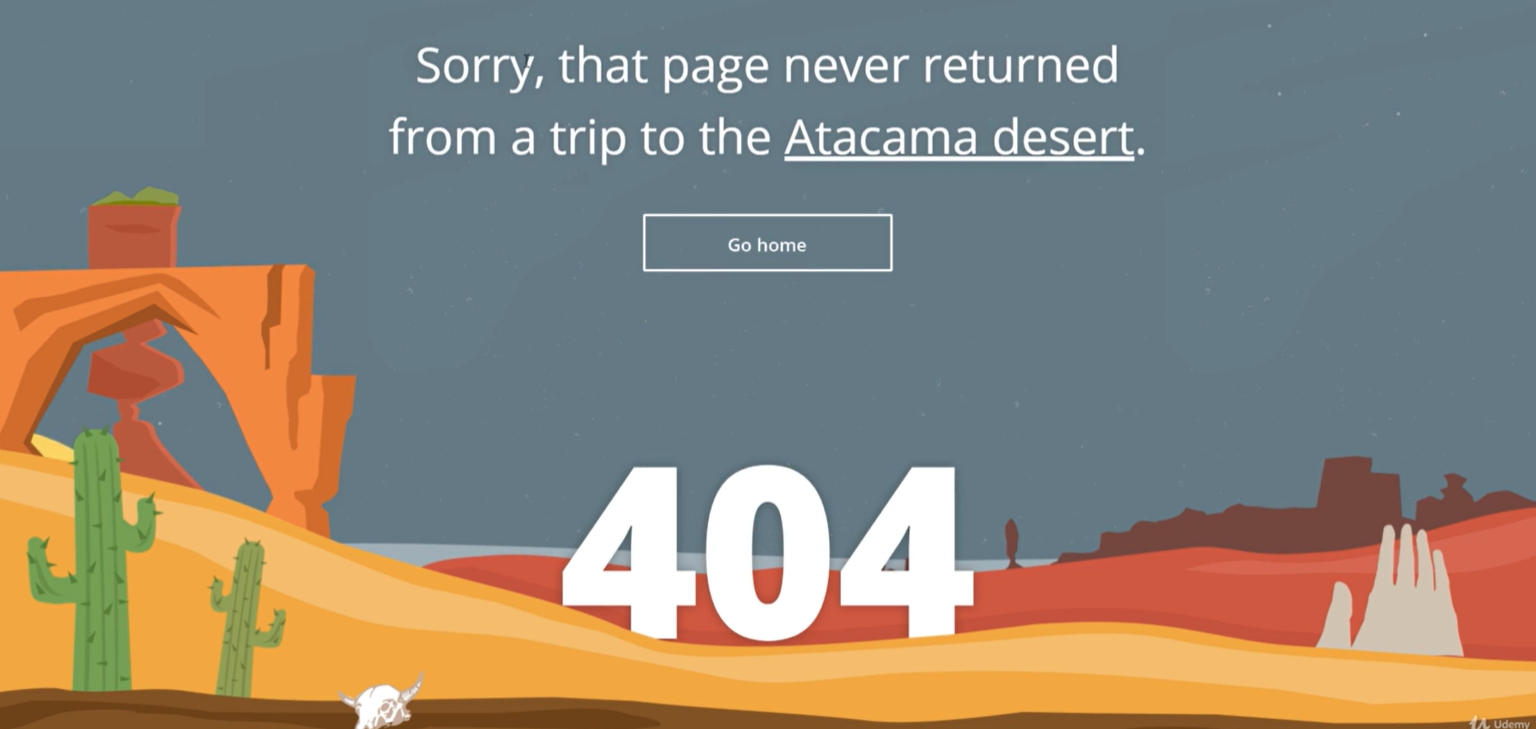 Sorry, that page never returned
from a trip to the Atacama desert.
Go home
404
Udemy